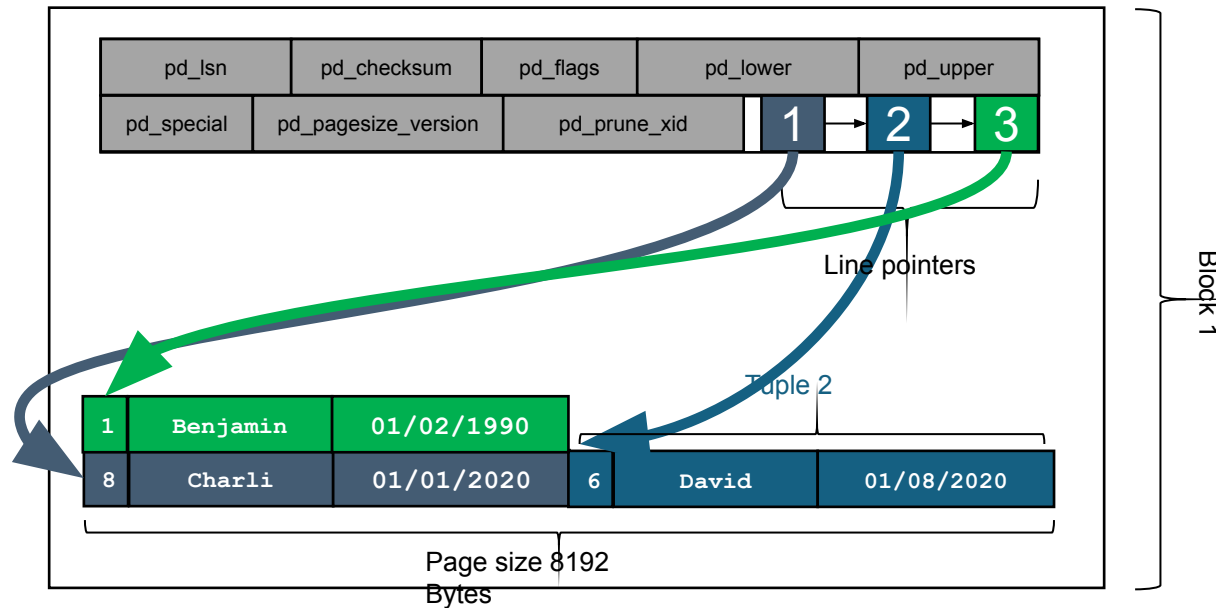 pd_lsn pd_checksum pd_flags pd_lower pd_upper
pd_special pd_pagesize_version pd_prune_xid 1 2 3
Line pointers
Block 1
Tuple 2
1 Benjamin 01/02/1990
8 Charli 01/01/2020 6 David 01/08/2020
Page size 8192
Bytes